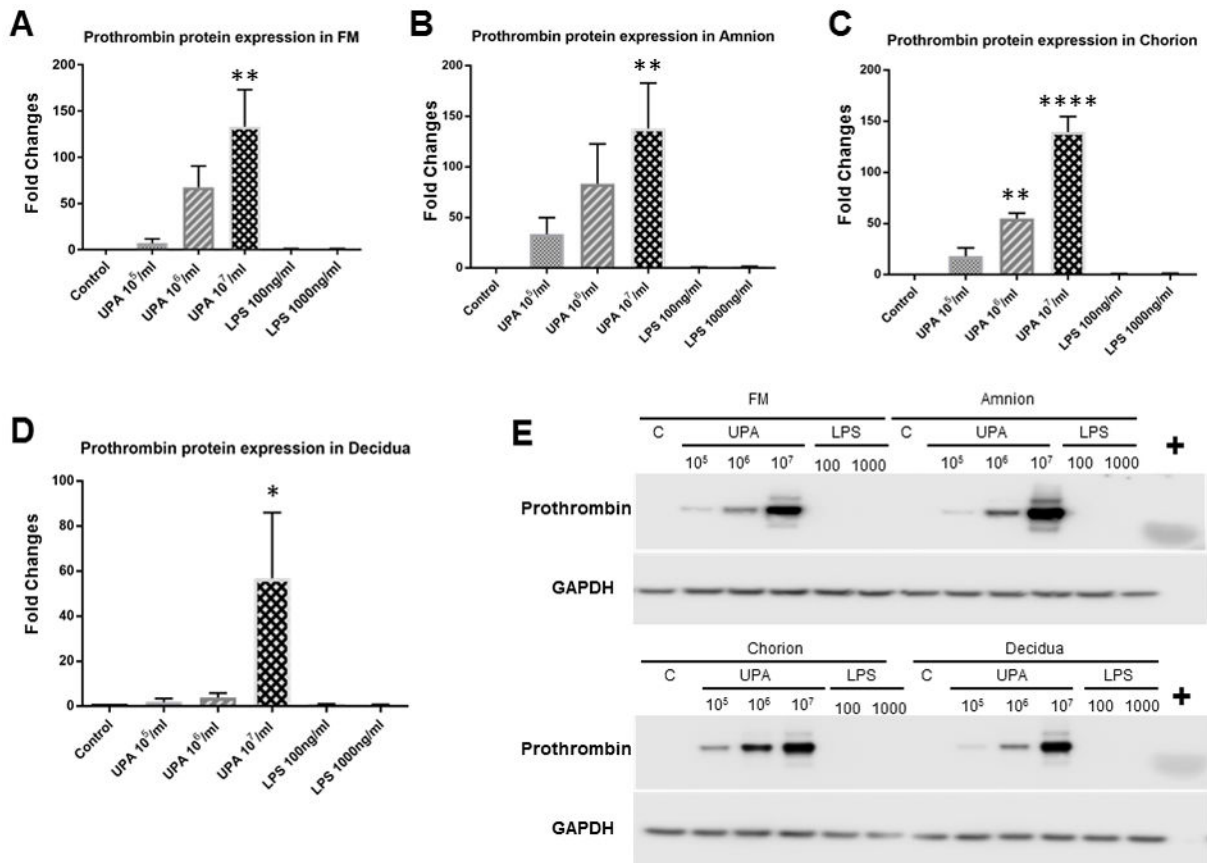 A
Prothrombin protein expression in FM
**
200
150
100
50
0
Fold Changes
Control
UPA 10⁵/ml
UPA 10⁶/ml
UPA 10⁷/ml
LPS 100ng/ml
LPS 1000ng/ml
B
Prothrombin protein expression in Amnion
**
200
150
100
50
0
Fold Changes
Control
UPA 10⁵/ml
UPA 10⁶/ml
UPA 10⁷/ml
LPS 100ng/ml
LPS 1000ng/ml
C
Prothrombin protein expression in Chorion
****
**
200
150
100
50
0
Fold Changes
Control
UPA 10⁵/ml
UPA 10⁶/ml
UPA 10⁷/ml
LPS 100ng/ml
LPS 1000ng/ml
D
Prothrombin protein expression in Decidua
*
100
80
60
40
20
0
Fold Changes
Control
UPA 10⁵/ml
UPA 10⁶/ml
UPA 10⁷/ml
LPS 100ng/ml
LPS 1000ng/ml
E
FM Amnion
C UPA LPS C UPA LPS +
10⁵ 10⁶ 10⁷ 100 1000 10⁵ 10⁶ 10⁷ 100 1000
Prothrombin
GAPDH
Chorion Decidua
C UPA LPS C UPA LPS +
10⁵ 10⁶ 10⁷ 100 1000 10⁵ 10⁶ 10⁷ 100 1000
Prothrombin
GAPDH